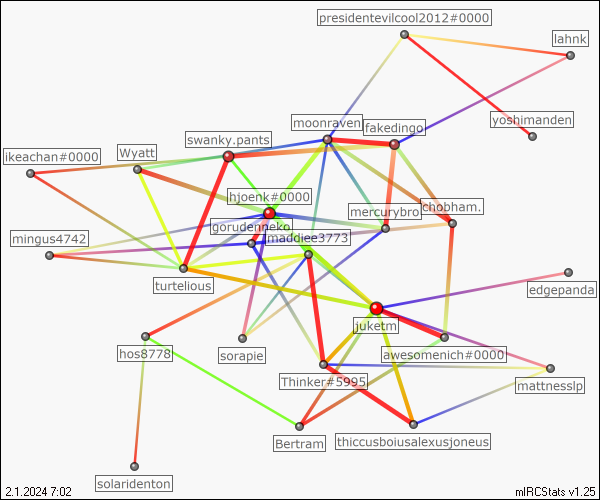 presidentevilcool2012#0000
lahnk
yoshimanden
moonraven
fakedingo
swanky.pants
Wyatt
ikeachan#0000
hjoenk#0000
mercurybro
chobham.
gorudenneko
maddiee3773
mingus4742
turtelious
edgepanda
juketm
hos8778
sorapie
awesomenich#0000
Thinker#5995
mattnesslp
Bertram
thiccusboiusalexusjoneus
solaridenton
2.1.2024 7:02
mIRCStats v1.25